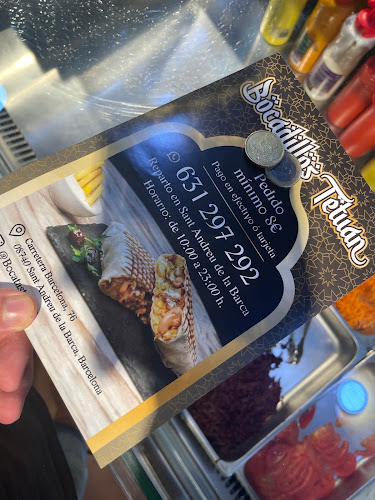 Bocadillos Tetuán
Pedido
mínimo 8€
Pago en efectivo ó tarjeta
631 297 292
Reparto en Sant Andreu de la Barca
Horario: de 10:00 a 23:00 h.
Carretera Barcelona, 76
08740 Sant Andreu de la Barca, Barcelona